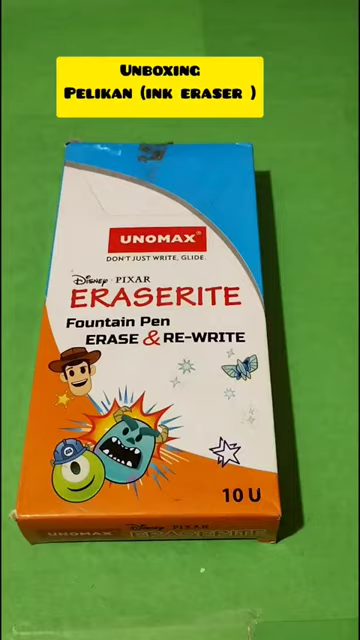 UNBOXING
PELIKAN (INK ERASER )
UNOMAX®
DON'T JUST WRITE, GLIDE.
Disney · PIXAR
ERASERITE
Fountain Pen
ERASE & RE-WRITE
10 U
UNOMAX
Disney PIXAR
ERASERITE